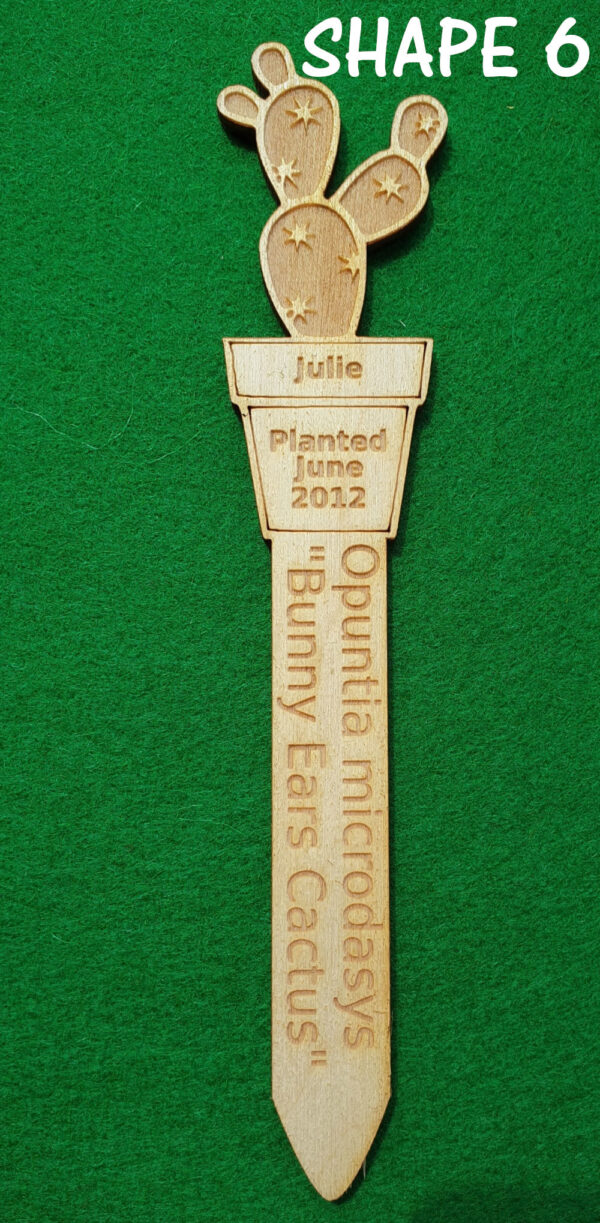 SHAPE 6
Julie
Planted
June
2012
Opuntia microdasys
"Bunny Ears Cactus"